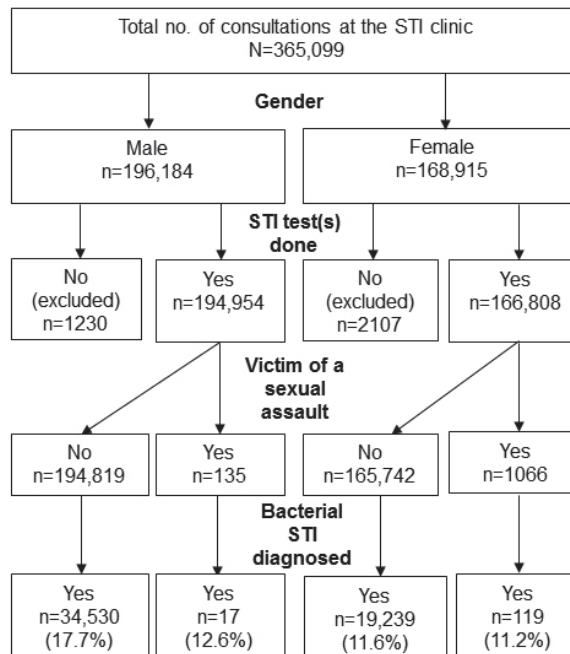 Total no. of consultations at the STI clinic
N=365,099
Gender
Male
n=196,184
Female
n=168,915
STI test(s)
done
No
(excluded)
n=1230
Yes
n=194,954
No
(excluded)
n=2107
Yes
n=166,808
Victim of a
sexual
assault
No
n=194,819
Yes
n=135
No
n=165,742
Yes
n=1066
Bacterial
STI
diagnosed
Yes
n=34,530
(17.7%)
Yes
n=17
(12.6%)
Yes
n=19,239
(11.6%)
Yes
n=119
(11.2%)